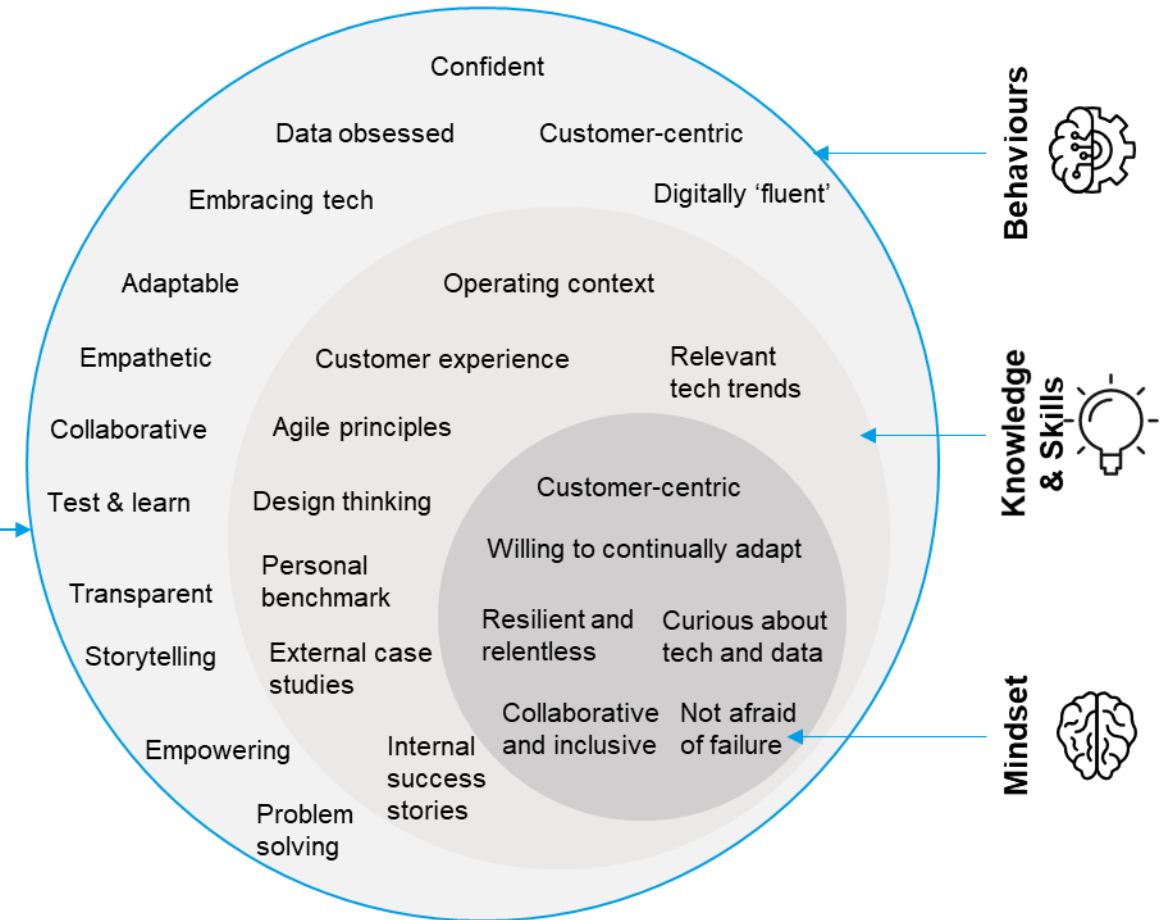 Confident
Data obsessed
Customer-centric
Embracing tech
Digitally ‘fluent’
Adaptable
Empathetic
Collaborative
Test & learn
Transparent
Storytelling
Empowering
Problem
solving
Operating context
Customer experience
Relevant
tech trends
Agile principles
Design thinking
Personal
benchmark
External case
studies
Internal
success
stories
Customer-centric
Willing to continually adapt
Resilient and
relentless
Curious about
tech and data
Collaborative
and inclusive
Not afraid
of failure
Behaviours
Knowledge
& Skills
Mindset